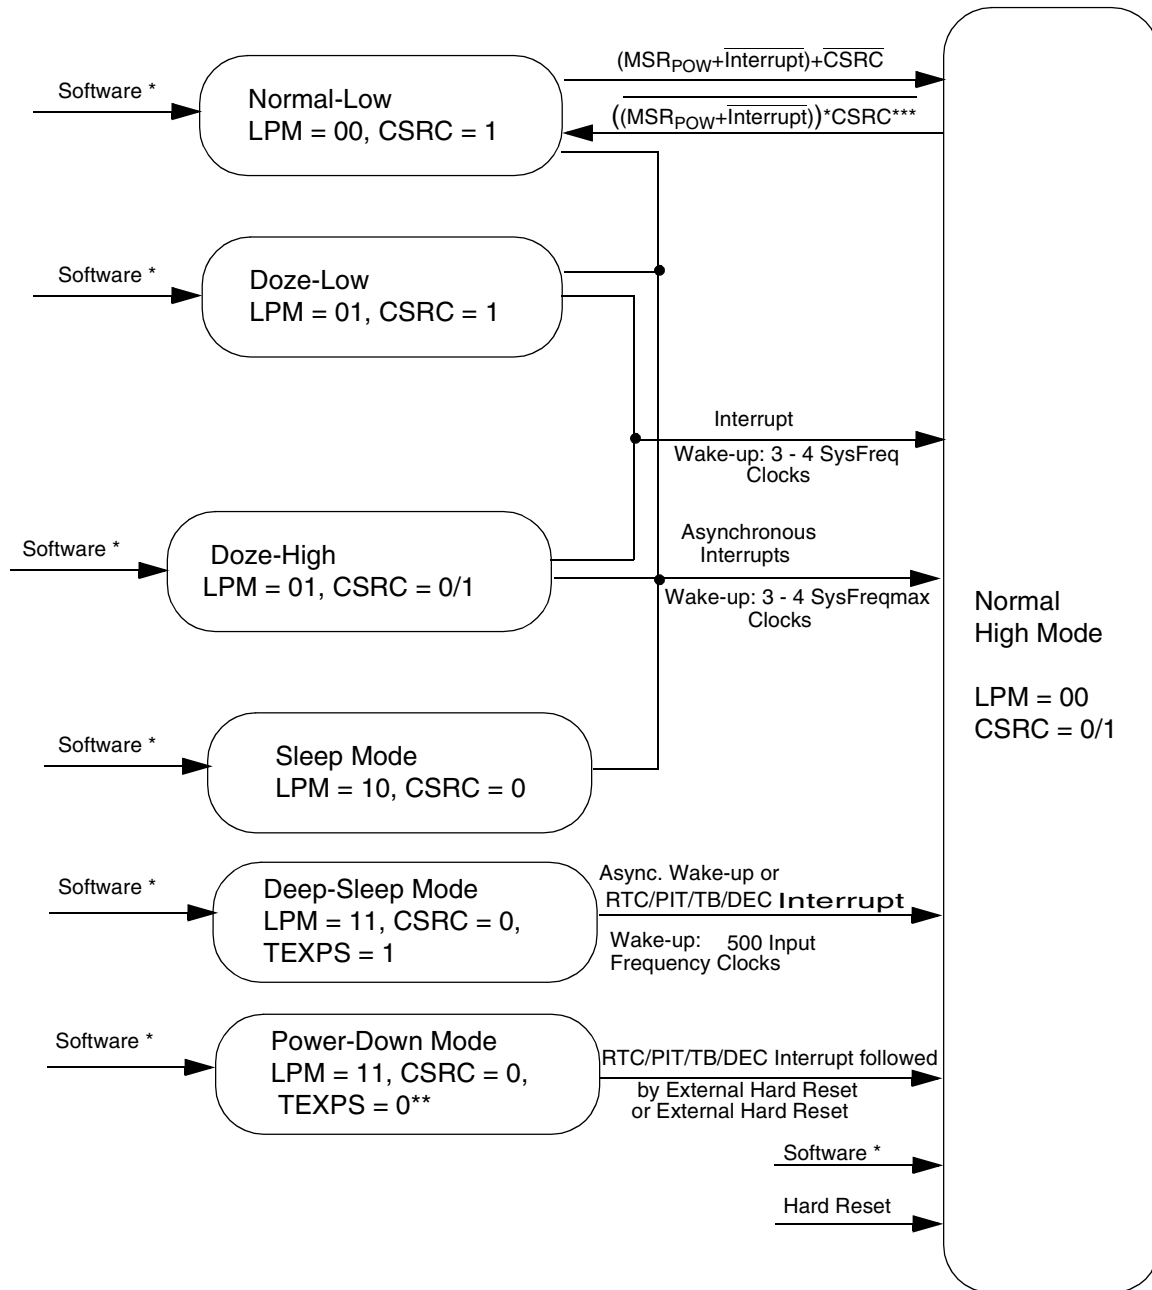 Software *
Normal-Low
LPM = 00, CSRC = 1
(MSRPOW+Interrupt)+CSRC
((MSRPOW+Interrupt))*CSRC***
Software *
Doze-Low
LPM = 01, CSRC = 1
Interrupt
Wake-up: 3 - 4 SysFreq
Clocks
Software *
Doze-High
LPM = 01, CSRC = 0/1
Asynchronous
Interrupts
Wake-up: 3 - 4 SysFreqmax
Clocks
Normal
High Mode
LPM = 00
CSRC = 0/1
Software *
Sleep Mode
LPM = 10, CSRC = 0
Software *
Deep-Sleep Mode
LPM = 11, CSRC = 0,
TEXPS = 1
Async. Wake-up or
RTC/PIT/TB/DEC Interrupt
Wake-up: 500 Input
Frequency Clocks
Software *
Power-Down Mode
LPM = 11, CSRC = 0,
TEXPS = 0**
RTC/PIT/TB/DEC Interrupt followed
by External Hard Reset
or External Hard Reset
Software *
Hard Reset